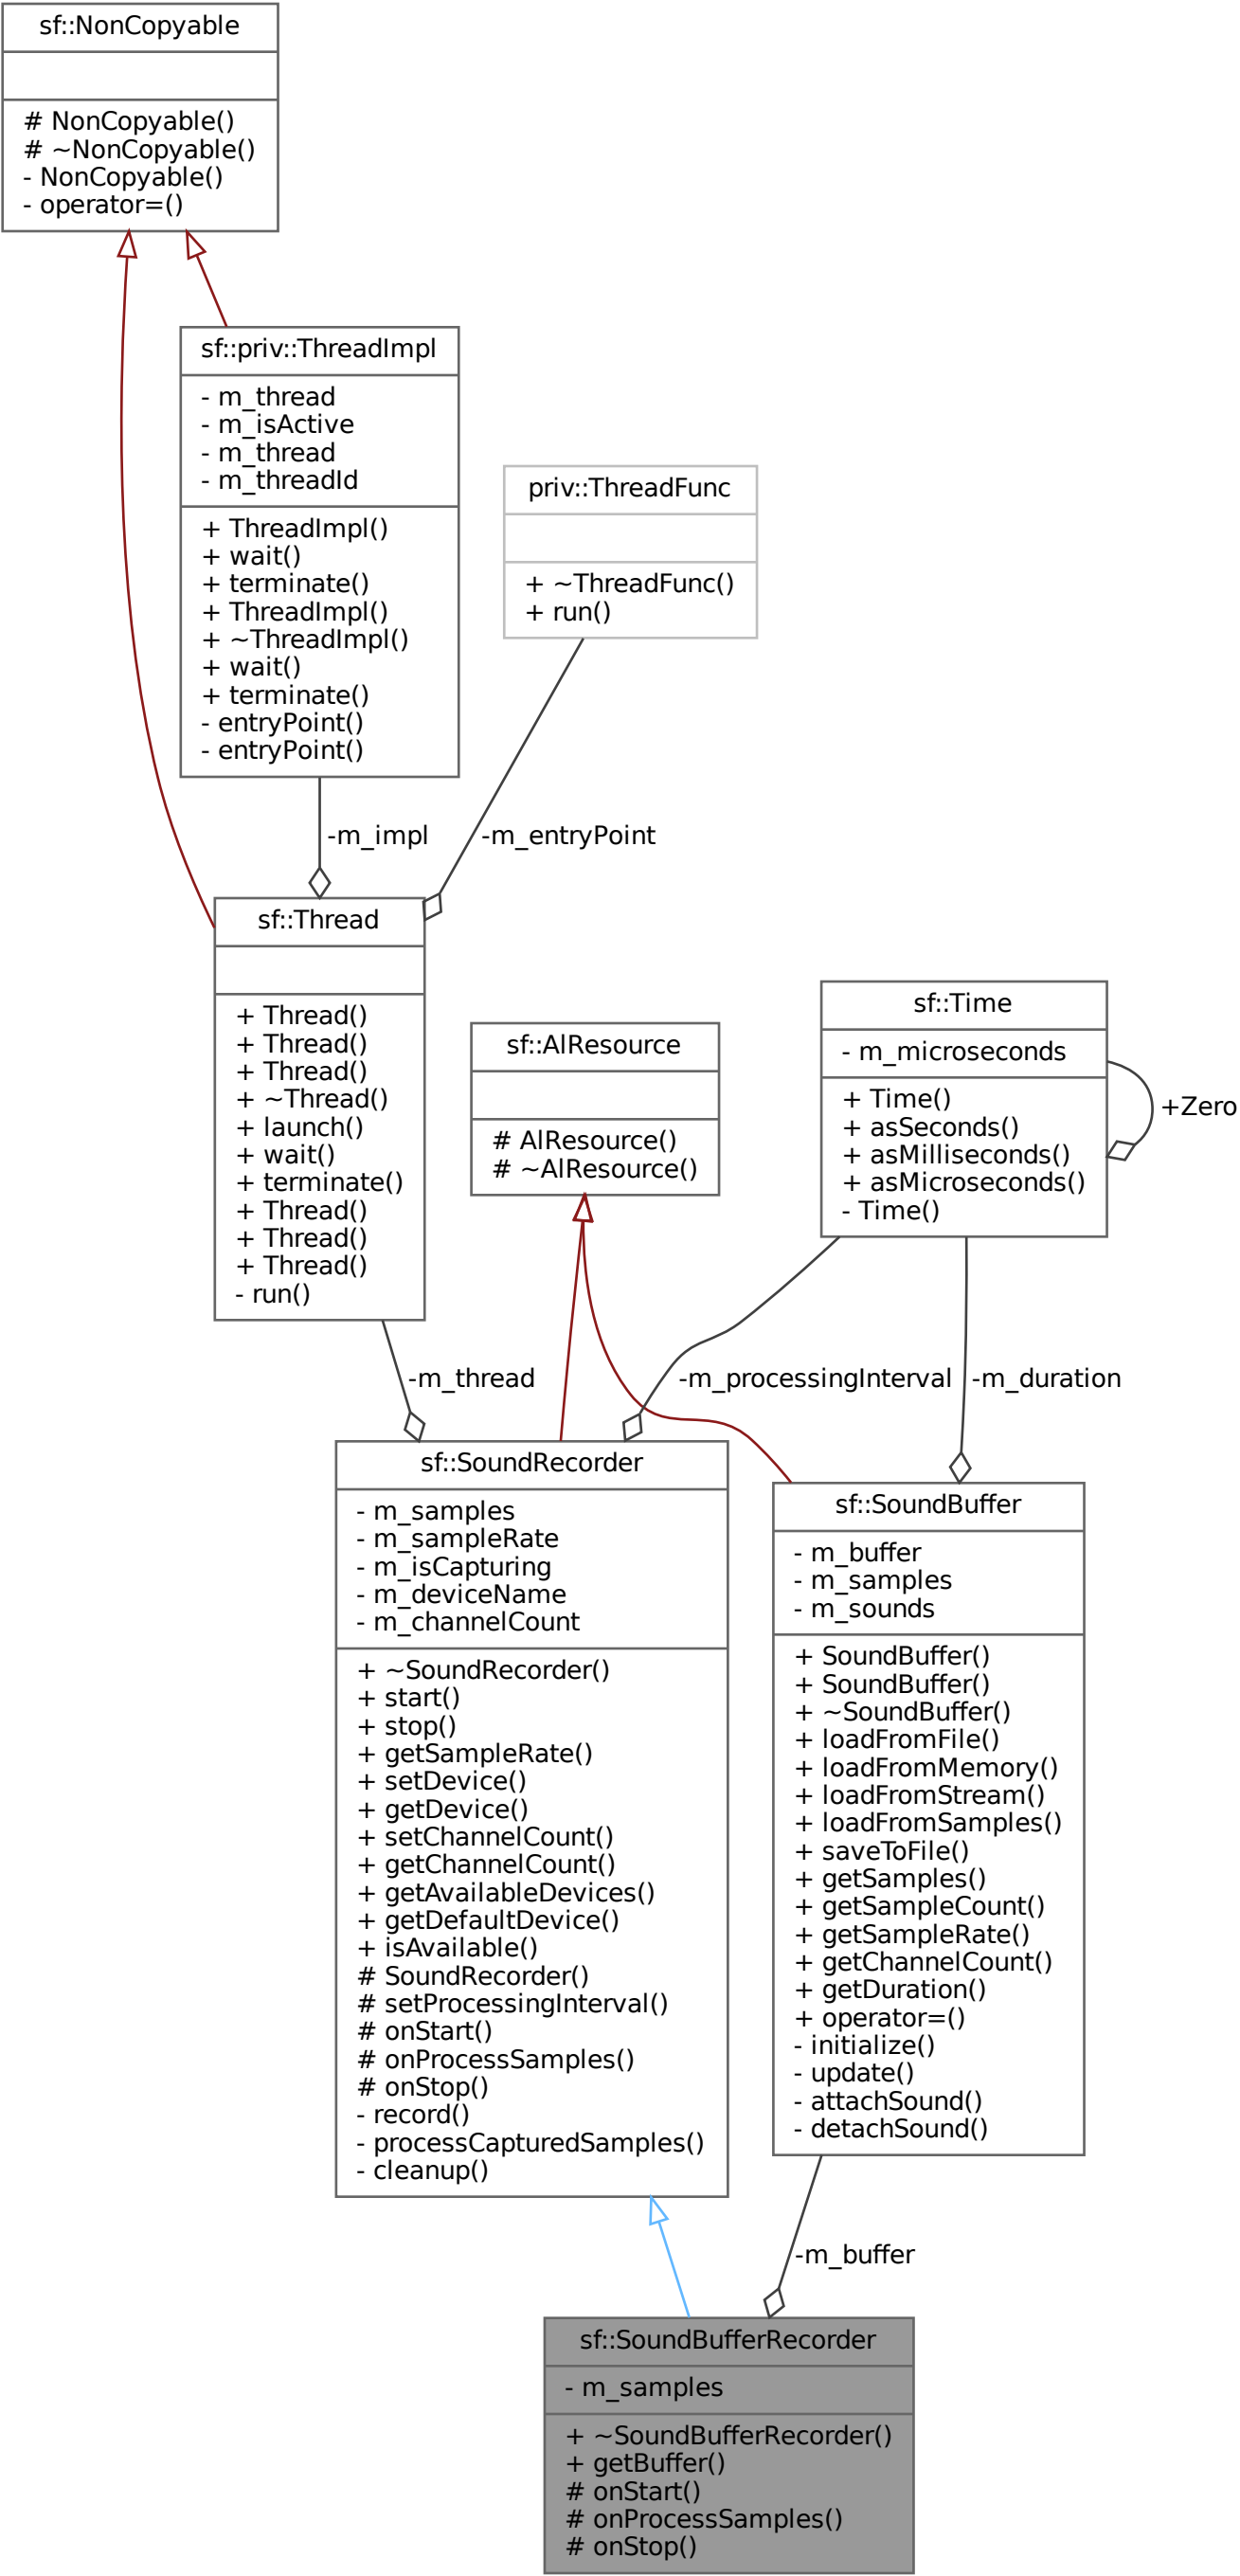 sf::NonCopyable
# NonCopyable()
# ~NonCopyable()
- NonCopyable()
- operator=()
sf::priv::ThreadImpl
- m_thread
- m_isActive
- m_thread
- m_threadId
+ ThreadImpl()
+ wait()
+ terminate()
+ ThreadImpl()
+ ~ThreadImpl()
+ wait()
+ terminate()
- entryPoint()
- entryPoint()
priv::ThreadFunc
+ ~ThreadFunc()
+ run()
-m_impl
-m_entryPoint
sf::Thread
+ Thread()
+ Thread()
+ Thread()
+ ~Thread()
+ launch()
+ wait()
+ terminate()
+ Thread()
+ Thread()
+ Thread()
- run()
sf::AlResource
# AlResource()
# ~AlResource()
sf::Time
- m_microseconds
+ Time()
+ asSeconds()
+ asMilliseconds()
+ asMicroseconds()
- Time()
+Zero
-m_thread
-m_processingInterval
-m_duration
sf::SoundRecorder
- m_samples
- m_sampleRate
- m_isCapturing
- m_deviceName
- m_channelCount
+ ~SoundRecorder()
+ start()
+ stop()
+ getSampleRate()
+ setDevice()
+ getDevice()
+ setChannelCount()
+ getChannelCount()
+ getAvailableDevices()
+ getDefaultDevice()
+ isAvailable()
# SoundRecorder()
# setProcessingInterval()
# onStart()
# onProcessSamples()
# onStop()
- record()
- processCapturedSamples()
- cleanup()
sf::SoundBuffer
- m_buffer
- m_samples
- m_sounds
+ SoundBuffer()
+ SoundBuffer()
+ ~SoundBuffer()
+ loadFromFile()
+ loadFromMemory()
+ loadFromStream()
+ loadFromSamples()
+ saveToFile()
+ getSamples()
+ getSampleCount()
+ getSampleRate()
+ getChannelCount()
+ getDuration()
+ operator=()
- initialize()
- update()
- attachSound()
- detachSound()
-m_buffer
sf::SoundBufferRecorder
- m_samples
+ ~SoundBufferRecorder()
+ getBuffer()
# onStart()
# onProcessSamples()
# onStop()